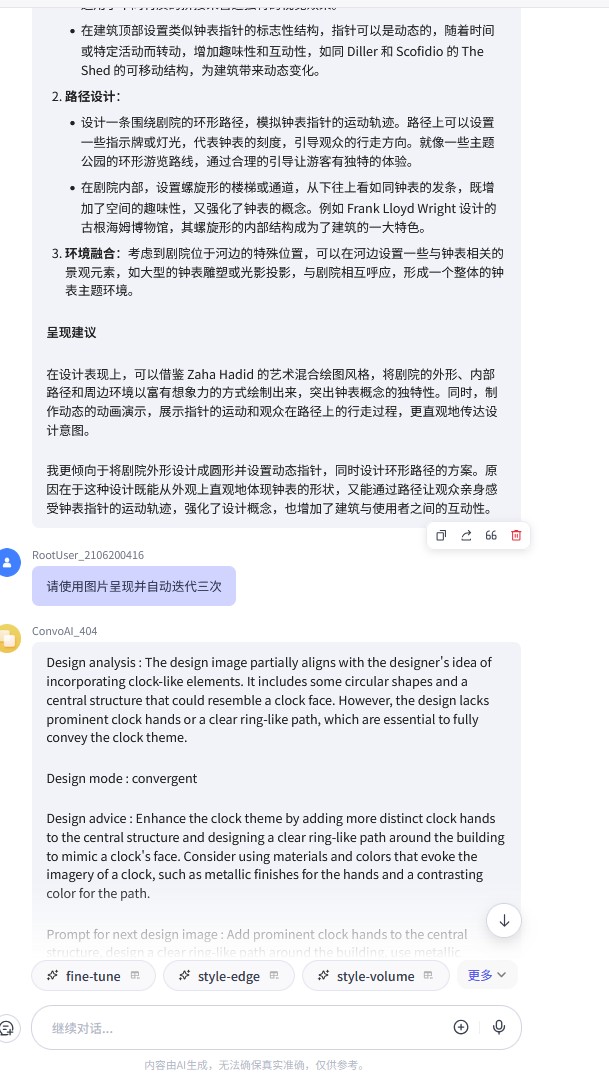 在建筑顶部设置类似钟表指针的标志性结构，指针可以是动态的，随着时间
或特定活动而转动，增加趣味性和互动性，如同 Diller 和 Scofidio 的 The
Shed 的可移动结构，为建筑带来动态变化。
2. 路径设计：
设计一条围绕剧院的环形路径，模拟钟表指针的运动轨迹。路径上可以设置
一些指示牌或灯光，代表钟表的刻度，引导观众的行走方向。就像一些主题
公园的环形游览路线，通过合理的引导让游客有独特的体验。
在剧院内部，设置螺旋形的楼梯或通道，从下往上看如同钟表的发条，既增
加了空间的趣味性，又强化了钟表的概念。例如 Frank Lloyd Wright 设计的
古根海姆博物馆，其螺旋形的内部结构成为了建筑的一大特色。
3. 环境融合：考虑到剧院位于河边的特殊位置，可以在河边设置一些与钟表相关的
景观元素，如大型的钟表雕塑或光影投影，与剧院相互呼应，形成一个整体的钟
表主题环境。
呈现建议
在设计表现上，可以借鉴 Zaha Hadid 的艺术混合绘图风格，将剧院的外形、内部
路径和周边环境以富有想象力的方式绘制出来，突出钟表概念的独特性。同时，制
作动态的动画演示，展示指针的运动和观众在路径上的行走过程，更直观地传达设
计意图。
我更倾向于将剧院外形设计成圆形并设置动态指针，同时设计环形路径的方案。原
因在于这种设计既能从外观上直观地体现钟表的形状，又能通过路径让观众亲身感
受钟表指针的运动轨迹，强化了设计概念，也增加了建筑与使用者之间的互动性。
RootUser_2106200416
请使用图片呈现并自动迭代三次
ConvoAI_404
Design analysis : The design image partially aligns with the designer's idea of
incorporating clock-like elements. It includes some circular shapes and a
central structure that could resemble a clock face. However, the design lacks
prominent clock hands or a clear ring-like path, which are essential to fully
convey the clock theme.
Design mode : convergent
Design advice : Enhance the clock theme by adding more distinct clock hands
to the central structure and designing a clear ring-like path around the building
to mimic a clock's face. Consider using materials and colors that evoke the
imagery of a clock, such as metallic finishes for the hands and a contrasting
color for the path.
Prompt for next design image : Add prominent clock hands to the central
structure, design a clear ring-like path around the building, use metallic
fine-tune
style-edge
style-volume
更多
继续对话...
内容由AI生成，无法确保真实准确，仅供参考。